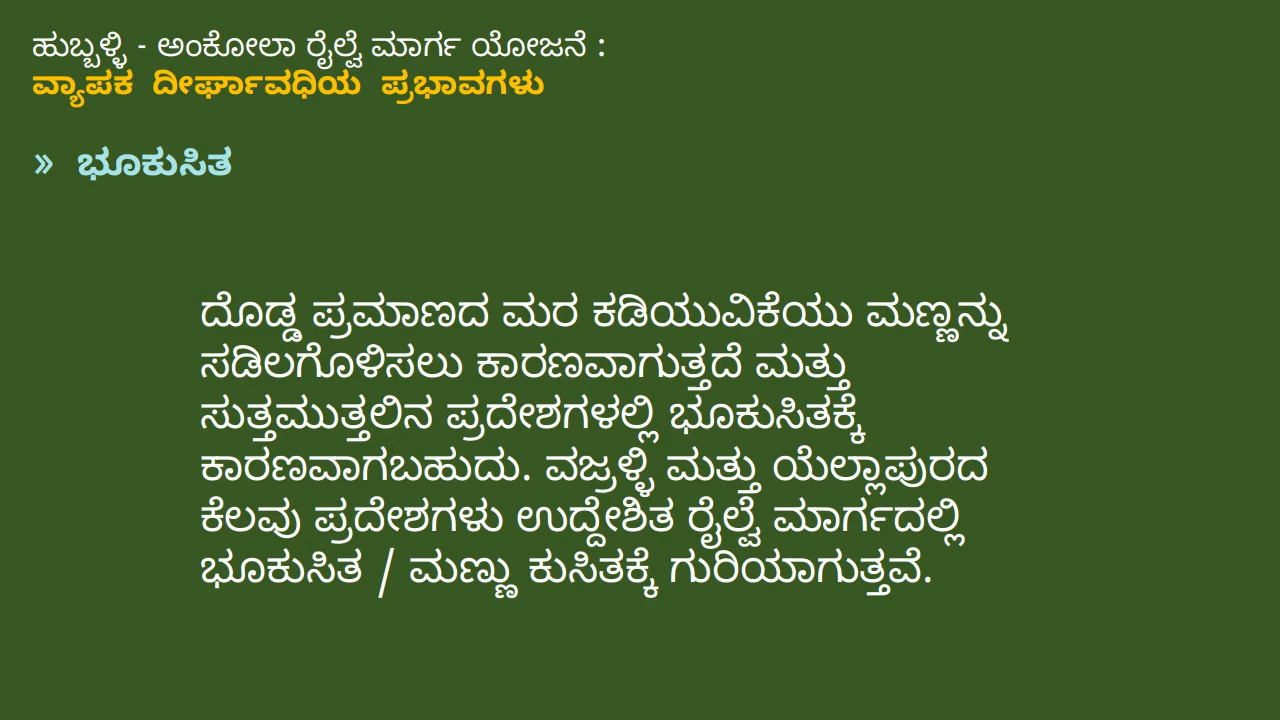 ಹುಬ್ಬಳ್ಳಿ - ಅಂಕೋಲಾ ರೈಲ್ವೆ ಮಾರ್ಗ ಯೋಜನೆ :
ವ್ಯಾಪಕ ದೀರ್ಘಾವಧಿಯ ಪ್ರಭಾವಗಳು
» ಭೂಕುಸಿತ
ದೊಡ್ಡ ಪ್ರಮಾಣದ ಮರ ಕಡಿಯುವಿಕೆಯು ಮಣ್ಣನ್ನು
ಸಡಿಲಗೊಳಿಸಲು ಕಾರಣವಾಗುತ್ತದೆ ಮತ್ತು
ಸುತ್ತಮುತ್ತಲಿನ ಪ್ರದೇಶಗಳಲ್ಲಿ ಭೂಕುಸಿತಕ್ಕೆ
ಕಾರಣವಾಗಬಹುದು. ವಜ್ರಳ್ಳಿ ಮತ್ತು ಯೆಲ್ಲಾಪುರದ
ಕೆಲವು ಪ್ರದೇಶಗಳು ಉದ್ದೇಶಿತ ರೈಲ್ವೆ ಮಾರ್ಗದಲ್ಲಿ
ಭೂಕುಸಿತ / ಮಣ್ಣು ಕುಸಿತಕ್ಕೆ ಗುರಿಯಾಗುತ್ತವೆ.